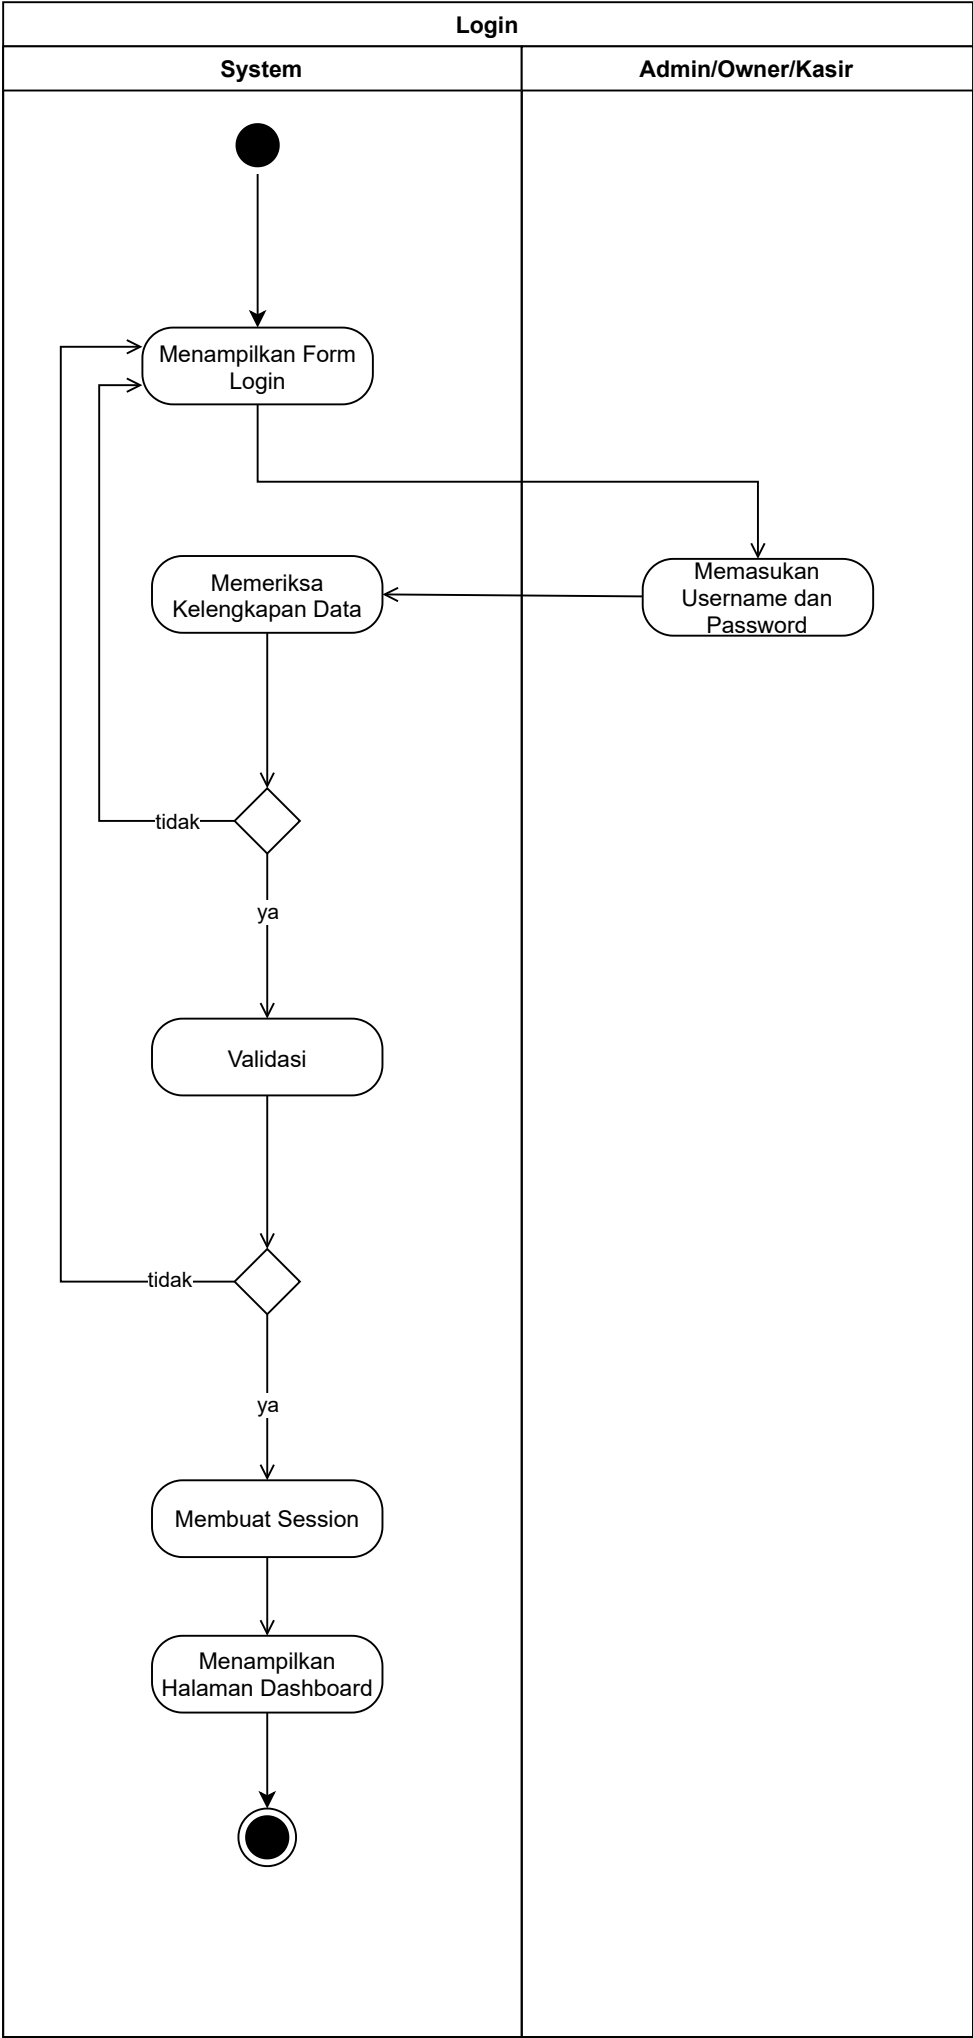 Login
System
Admin/Owner/Kasir
Menampilkan Form
Login
Memasukan
Username dan
Password
Memeriksa
Kelengkapan Data
tidak
ya
Validasi
tidak
ya
Membuat Session
Menampilkan
Halaman Dashboard